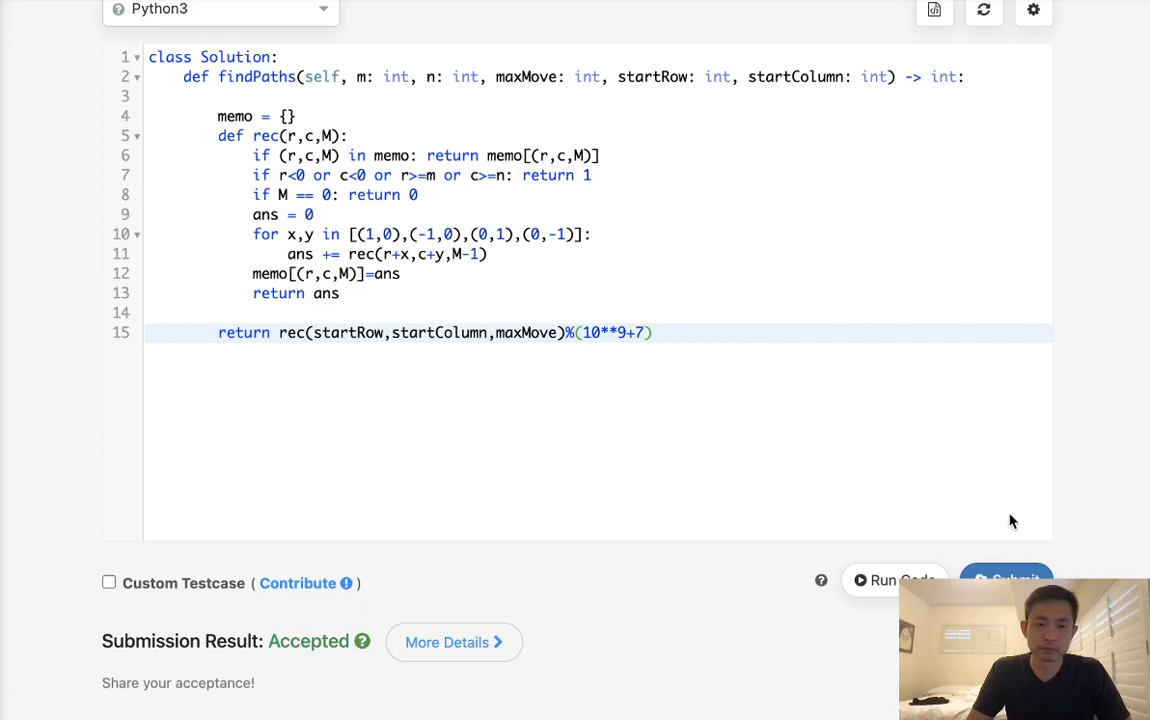 Python3
1 class Solution:
2 def findPaths(self, m: int, n: int, maxMove: int, startRow: int, startColumn: int) -> int:
3
4 memo = {}
5 def rec(r,c,M):
6 if (r,c,M) in memo: return memo[(r,c,M)]
7 if r<0 or c<0 or r>=m or c>=n: return 1
8 if M == 0: return 0
9 ans = 0
10 for x,y in [(1,0),(-1,0),(0,1),(0,-1)]:
11 ans += rec(r+x,c+y,M-1)
12 memo[(r,c,M)]=ans
13 return ans
14
15 return rec(startRow,startColumn,maxMove)%(10**9+7)
Custom Testcase ( Contribute )
Run Code
Submit
Submission Result: Accepted
More Details
Share your acceptance!